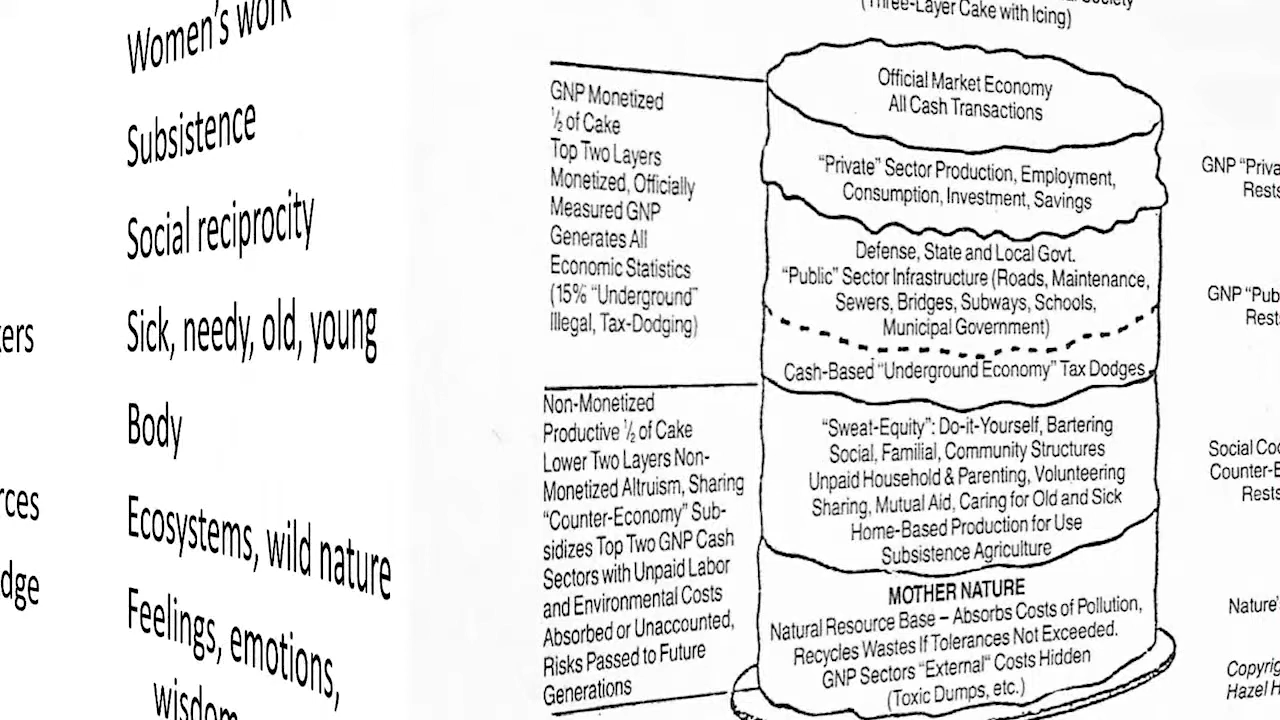 Women's work
Subsistence
Social reciprocity
Sick, needy, old, young
Body
Ecosystems, wild nature
Feelings, emotions,
wisdom
(Three-Layer Cake with Icing)
GNP Monetized
½ of Cake
Top Two Layers
Monetized, Officially
Measured GNP
Generates All
Economic Statistics
(15% "Underground"
Illegal, Tax-Dodging)
Non-Monetized
Productive ½ of Cake
Lower Two Layers Non-
Monetized Altruism, Sharing
"Counter-Economy" Sub-
sidizes Top Two GNP Cash
Sectors with Unpaid Labor
and Environmental Costs
Absorbed or Unaccounted,
Risks Passed to Future
Generations
Official Market Economy
All Cash Transactions
"Private" Sector Production, Employment,
Consumption, Investment, Savings
Defense, State and Local Govt.
"Public" Sector Infrastructure (Roads, Maintenance,
Sewers, Bridges, Subways, Schools,
Municipal Government)
Cash-Based "Underground Economy" Tax Dodges
"Sweat-Equity": Do-it-Yourself, Bartering
Social, Familial, Community Structures
Unpaid Household & Parenting, Volunteering
Sharing, Mutual Aid, Caring for Old and Sick
Home-Based Production for Use
Subsistence Agriculture
MOTHER NATURE
Natural Resource Base – Absorbs Costs of Pollution,
Recycles Wastes If Tolerances Not Exceeded.
GNP Sectors "External" Costs Hidden
(Toxic Dumps, etc.)
GNP "Priva
Rests
GNP "Pub
Rests
Social Coo
Counter-E
Rests
Nature'
Copyrig
Hazel H